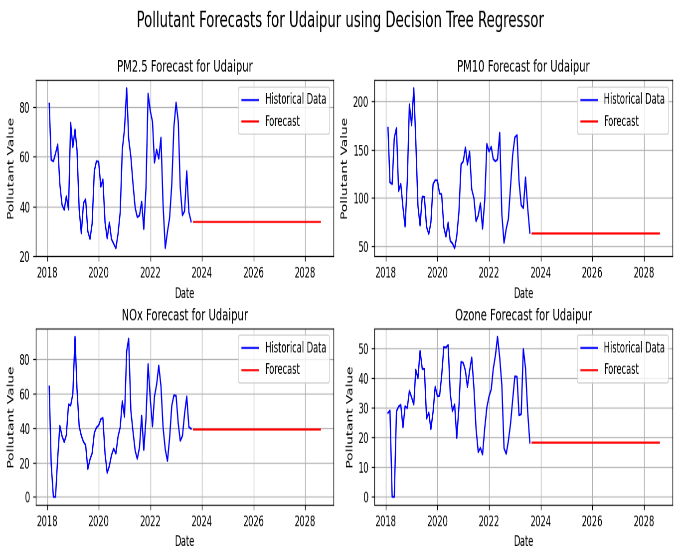 Pollutant Forecasts for Udaipur using Decision Tree Regressor
PM2.5 Forecast for Udaipur
Pollutant Value
80
60
40
20
2018 2020 2022 2024 2026 2028
Date
Historical Data
Forecast
PM10 Forecast for Udaipur
Pollutant Value
200
150
100
50
2018 2020 2022 2024 2026 2028
Date
Historical Data
Forecast
NOx Forecast for Udaipur
Pollutant Value
80
60
40
20
0
2018 2020 2022 2024 2026 2028
Date
Historical Data
Forecast
Ozone Forecast for Udaipur
Pollutant Value
50
40
30
20
10
0
2018 2020 2022 2024 2026 2028
Date
Historical Data
Forecast